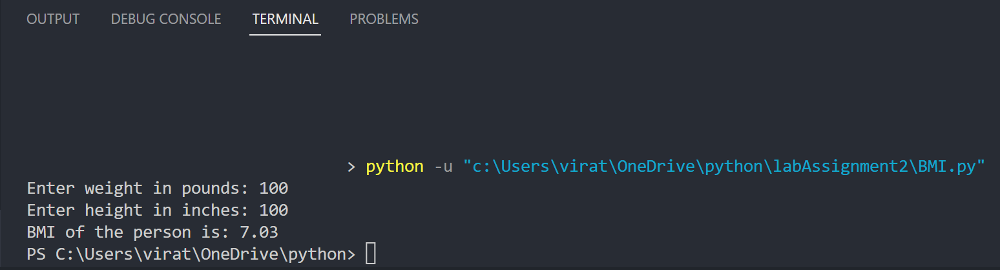 OUTPUT DEBUG CONSOLE TERMINAL PROBLEMS
> python -u "c:\Users\virat\OneDrive\python\labAssignment2\BMI.py"
Enter weight in pounds: 100
Enter height in inches: 100
BMI of the person is: 7.03
PS C:\Users\virat\OneDrive\python>